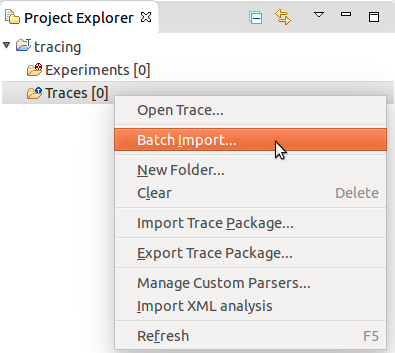 Project Explorer
tracing
Experiments [0]
Traces [0]
Open Trace...
Batch Import...
New Folder...
Clear Delete
Import Trace Package...
Export Trace Package...
Manage Custom Parsers...
Import XML analysis
Refresh F5